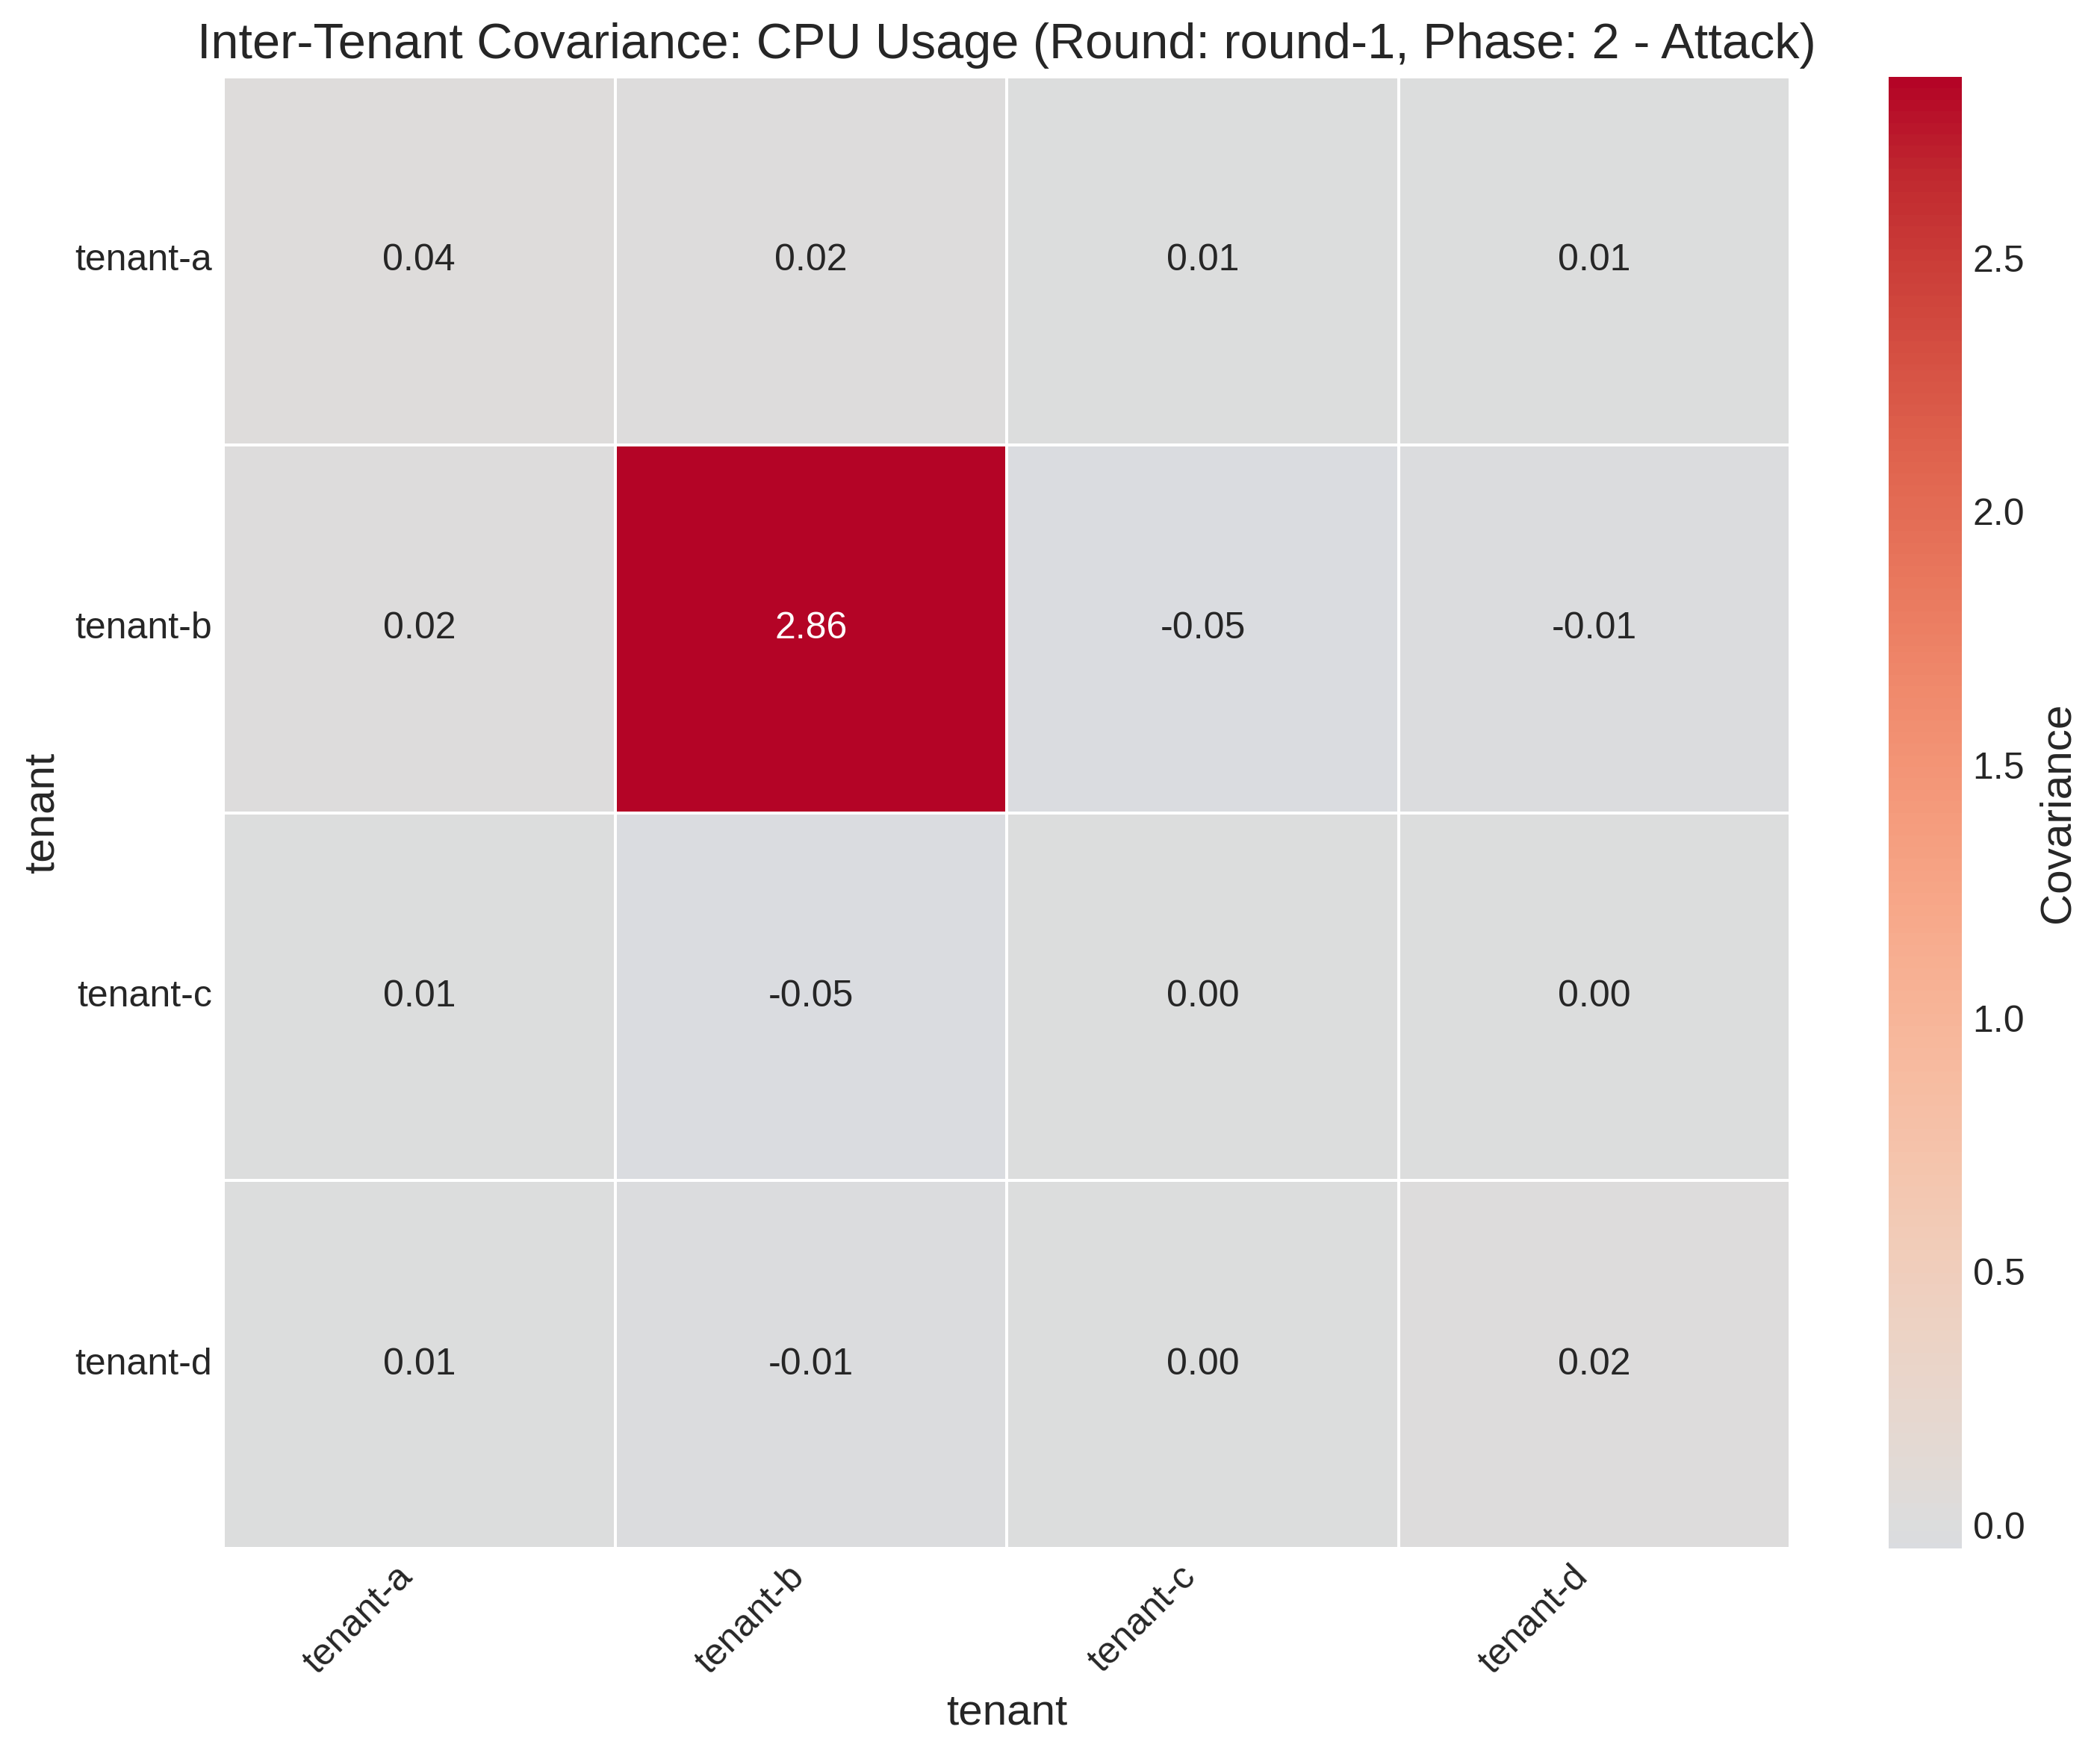 Inter-Tenant Covariance: CPU Usage (Round: round-1, Phase: 2 - Attack)
tenant-a 0.04 0.02 0.01 0.01
tenant-b 0.02 2.86 -0.05 -0.01
tenant-c 0.01 -0.05 0.00 0.00
tenant-d 0.01 -0.01 0.00 0.02
tenant
tenant-a tenant-b tenant-c tenant-d
tenant
2.5
2.0
1.5
1.0
0.5
0.0
Covariance